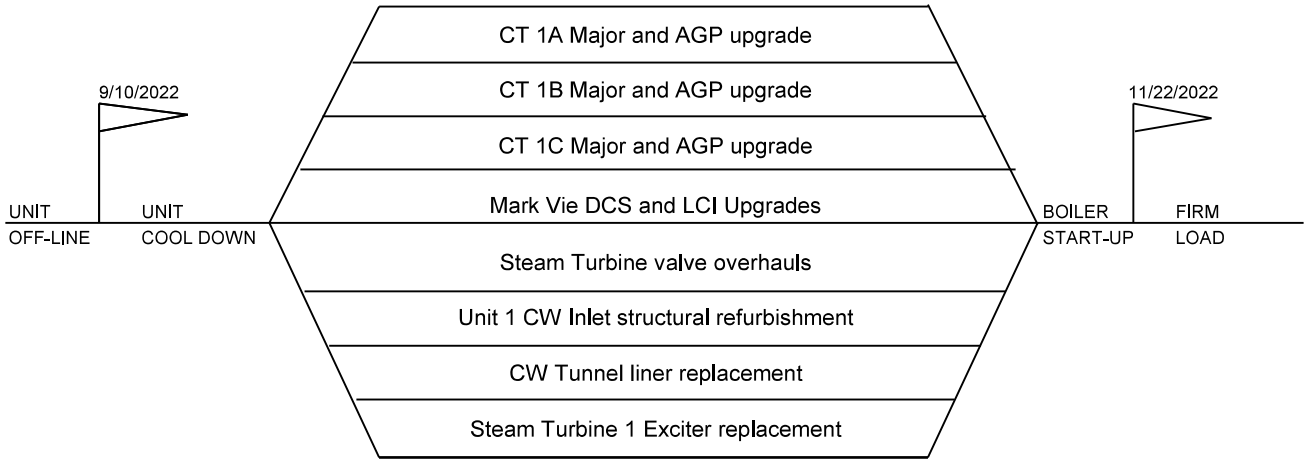 CT 1A Major and AGP upgrade
CT 1B Major and AGP upgrade
CT 1C Major and AGP upgrade
Mark Vie DCS and LCI Upgrades
Steam Turbine valve overhauls
Unit 1 CW Inlet structural refurbishment
CW Tunnel liner replacement
Steam Turbine 1 Exciter replacement
9/10/2022
UNIT
OFF-LINE
UNIT
COOL DOWN
11/22/2022
BOILER
START-UP
FIRM
LOAD